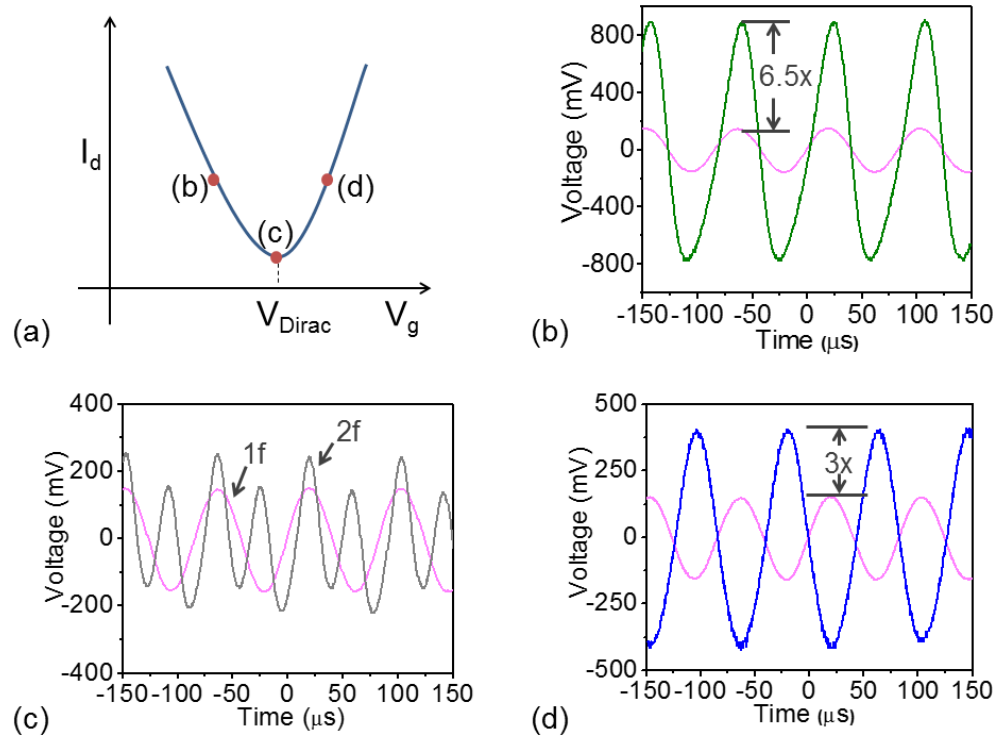 I_d
(b)
(d)
(c)
V_Dirac
V_g
(a)
800
400
0
-400
-800
Voltage (mV)
6.5x
-150 -100 -50 0 50 100 150
Time (μs)
(b)
400
200
0
-200
-400
Voltage (mV)
1f
2f
-150 -100 -50 0 50 100 150
Time (μs)
(c)
500
250
0
-250
-500
Voltage (mV)
3x
-150 -100 -50 0 50 100 150
Time (μs)
(d)